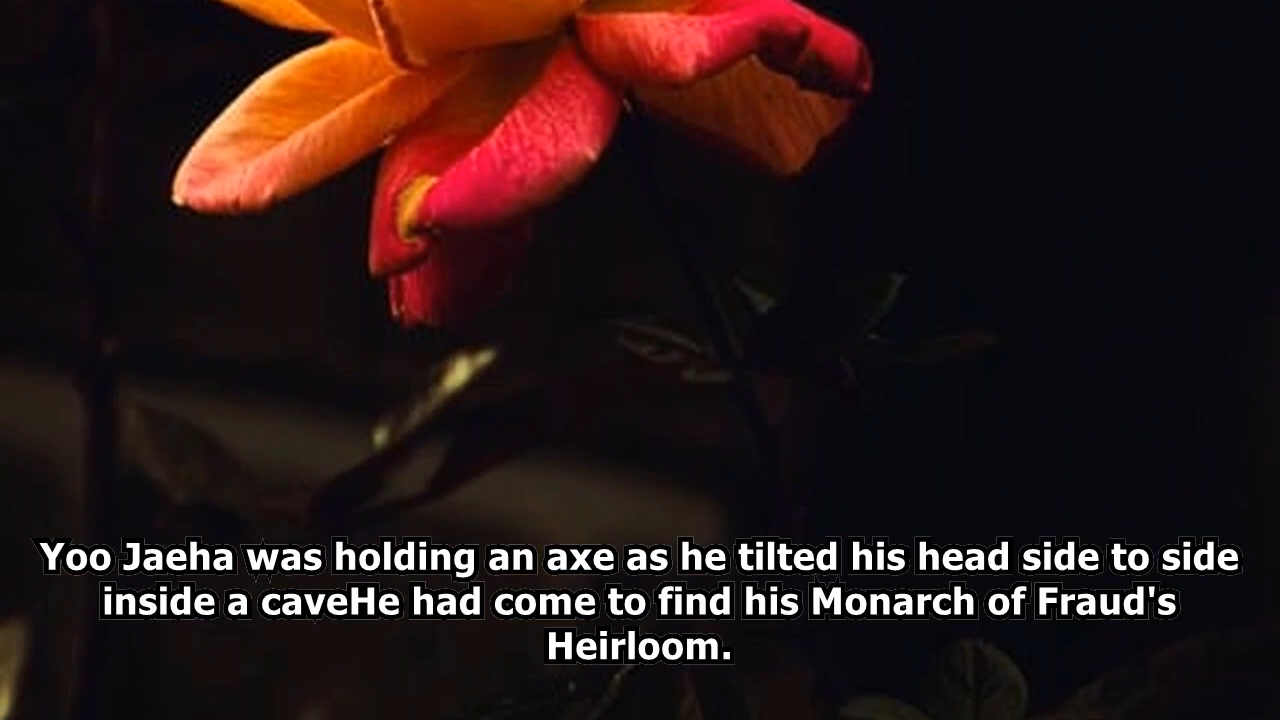 Yoo Jaeha was holding an axe as he tilted his head side to side
inside a caveHe had come to find his Monarch of Fraud's
Heirloom.